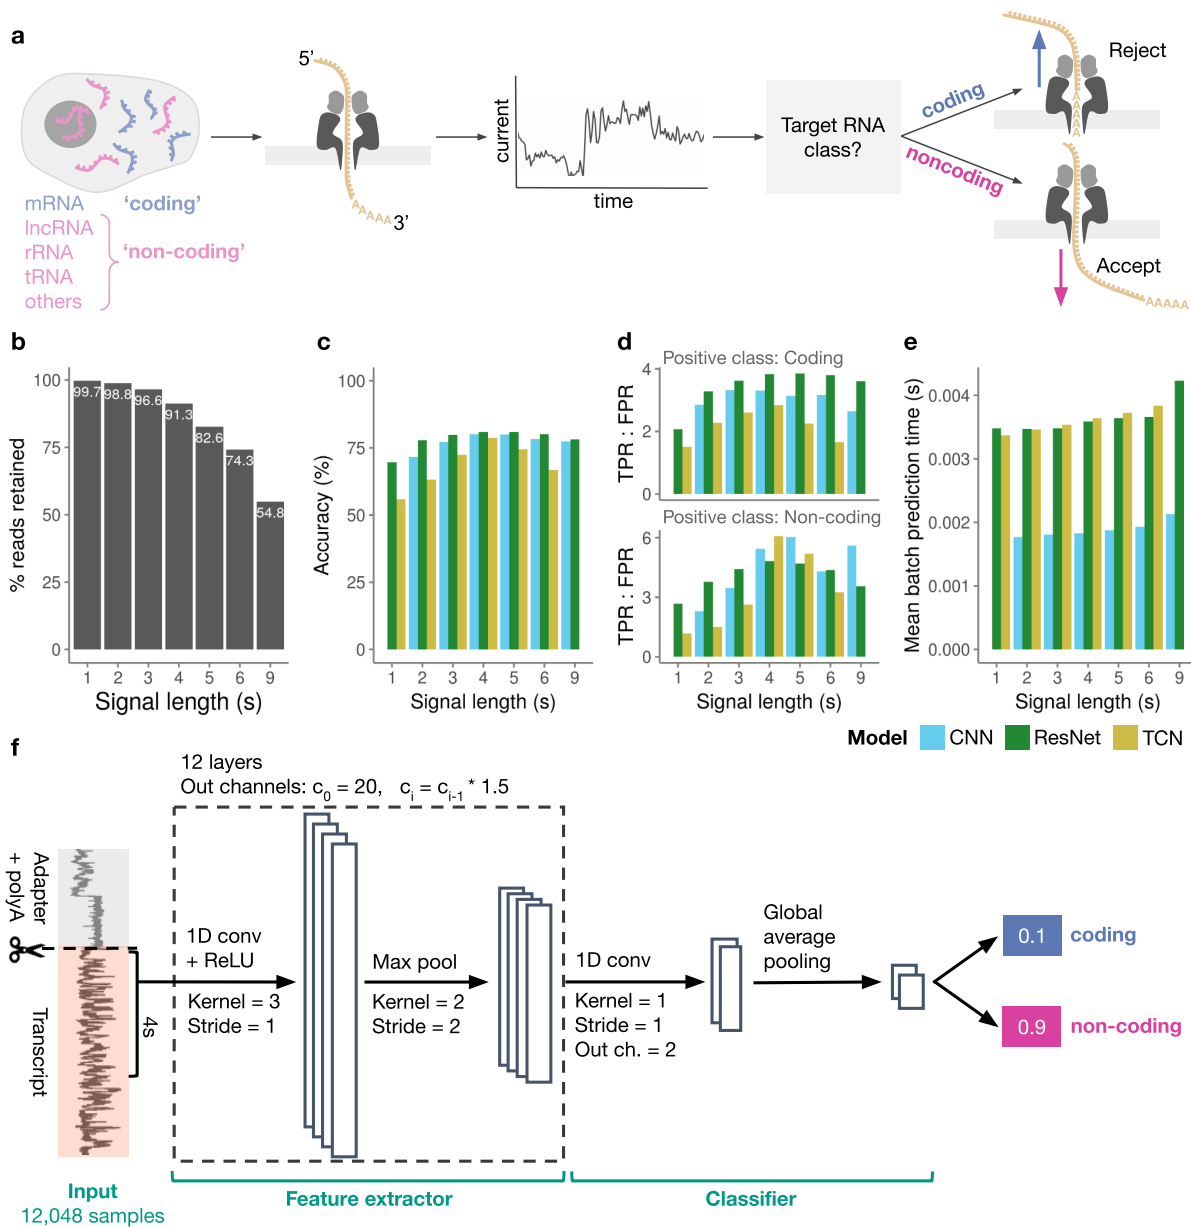 a
mRNA ‘coding’
lncRNA
rRNA
tRNA
others
‘non-coding’
5’
AAAAA 3’
current
time
Target RNA
class?
coding
noncoding
Reject
AAAA
Accept
AAAAA
b
% reads retained
100
75
50
25
0
99.7
98.8
96.6
91.3
82.6
74.3
54.8
1 2 3 4 5 6 9
Signal length (s)
c
Accuracy (%)
100
75
50
25
0
1 2 3 4 5 6 9
Signal length (s)
d
Positive class: Coding
TPR : FPR
4
2
0
Positive class: Non-coding
TPR : FPR
6
3
0
1 2 3 4 5 6 9
Signal length (s)
e
Mean batch prediction time (s)
0.004
0.003
0.002
0.001
0.000
1 2 3 4 5 6 9
Signal length (s)
Model CNN ResNet TCN
f
12 layers
Out channels: c0 = 20, ci = ci-1 * 1.5
Adapter
+ polyA
Transcript
4s
1D conv
+ ReLU
Kernel = 3
Stride = 1
Max pool
Kernel = 2
Stride = 2
1D conv
Kernel = 1
Stride = 1
Out ch. = 2
Global
average
pooling
0.1 coding
0.9 non-coding
Input
12,048 samples
Feature extractor
Classifier